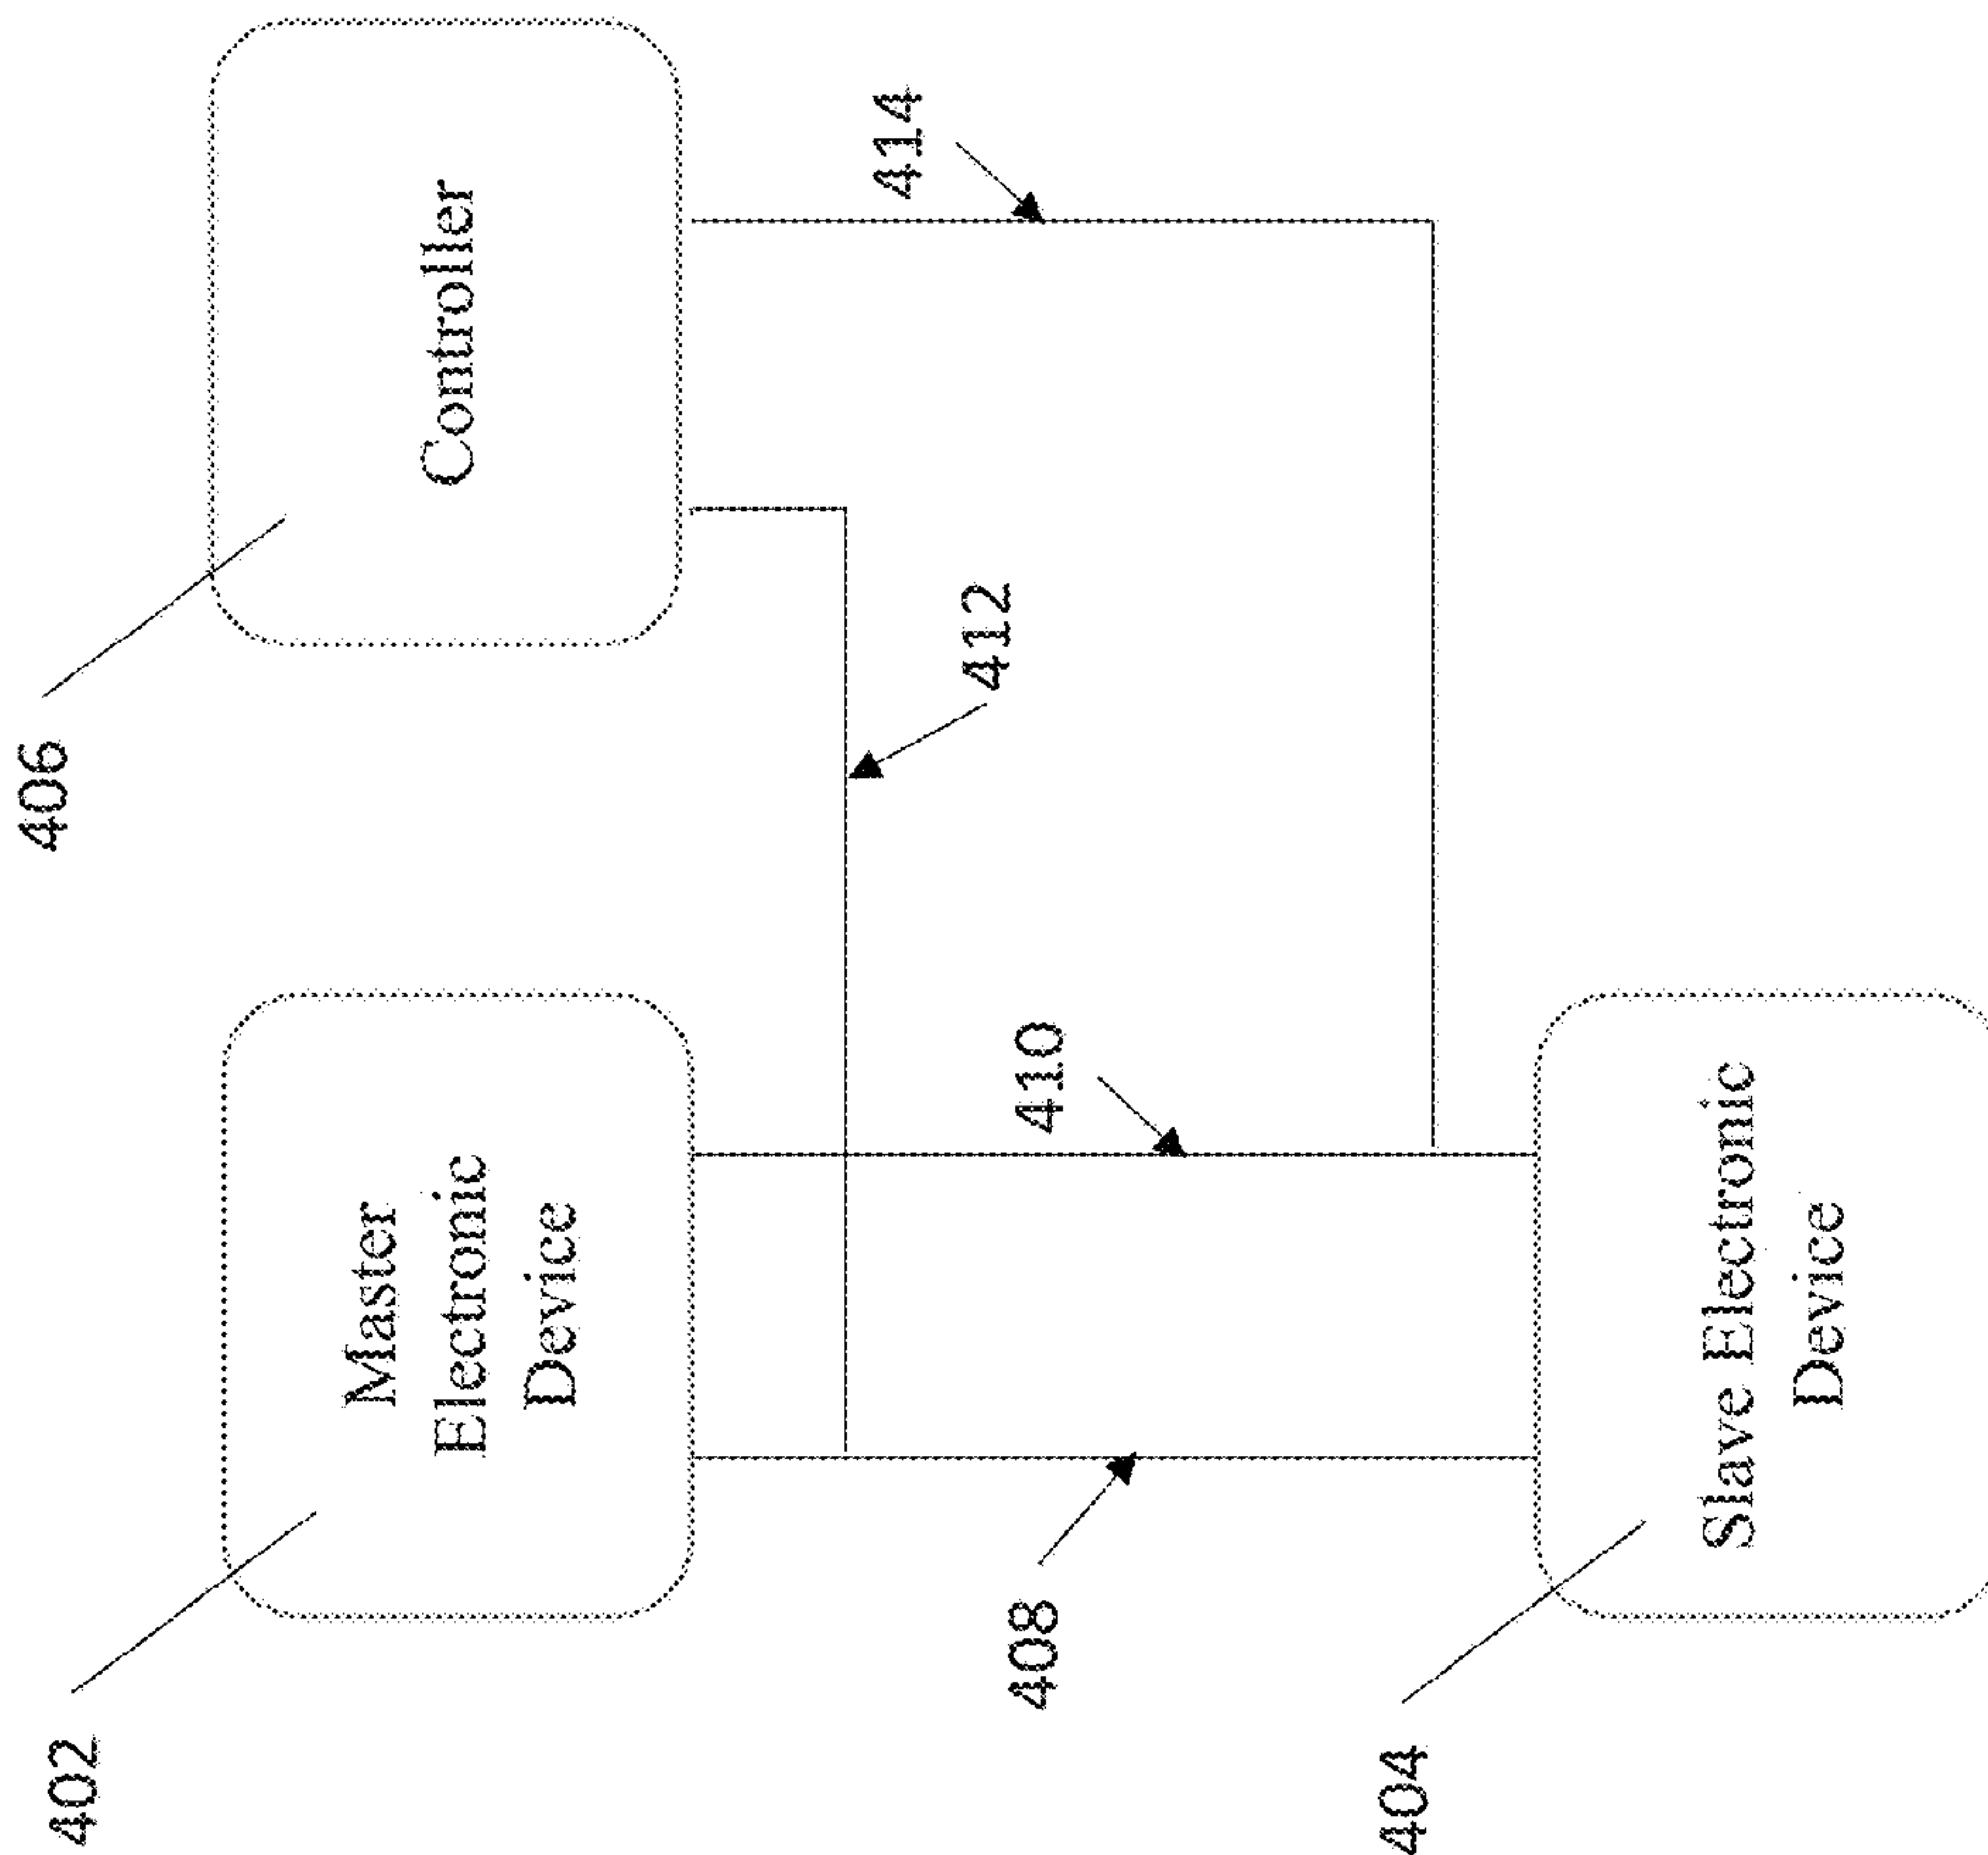 402
Master
Electronic
Device
406
Controller
408
410
412
414
404
Slave Electronic
Device